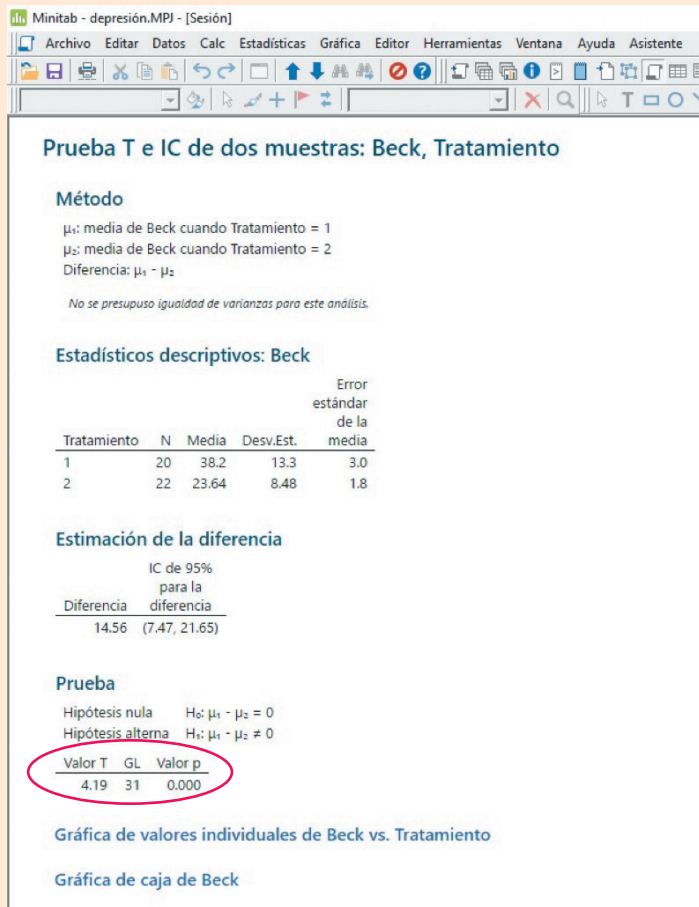 Minitab - depresión.MPJ - [Sesión]
Archivo Editar Datos Calc Estadísticas Gráfica Editor Herramientas Ventana Ayuda Asistente
Prueba T e IC de dos muestras: Beck, Tratamiento
Método
μ₁: media de Beck cuando Tratamiento = 1
μ₂: media de Beck cuando Tratamiento = 2
Diferencia: μ₁ - μ₂
No se presupuso igualdad de varianzas para este análisis.
Estadísticos descriptivos: Beck
Error
estándar
de la
Tratamiento N Media Desv.Est. media
1 20 38.2 13.3 3.0
2 22 23.64 8.48 1.8
Estimación de la diferencia
IC de 95%
para la
Diferencia diferencia
14.56 (7.47, 21.65)
Prueba
Hipótesis nula H₀: μ₁ - μ₂ = 0
Hipótesis alterna H₁: μ₁ - μ₂ ≠ 0
Valor T GL Valor p
4.19 31 0.000
Gráfica de valores individuales de Beck vs. Tratamiento
Gráfica de caja de Beck